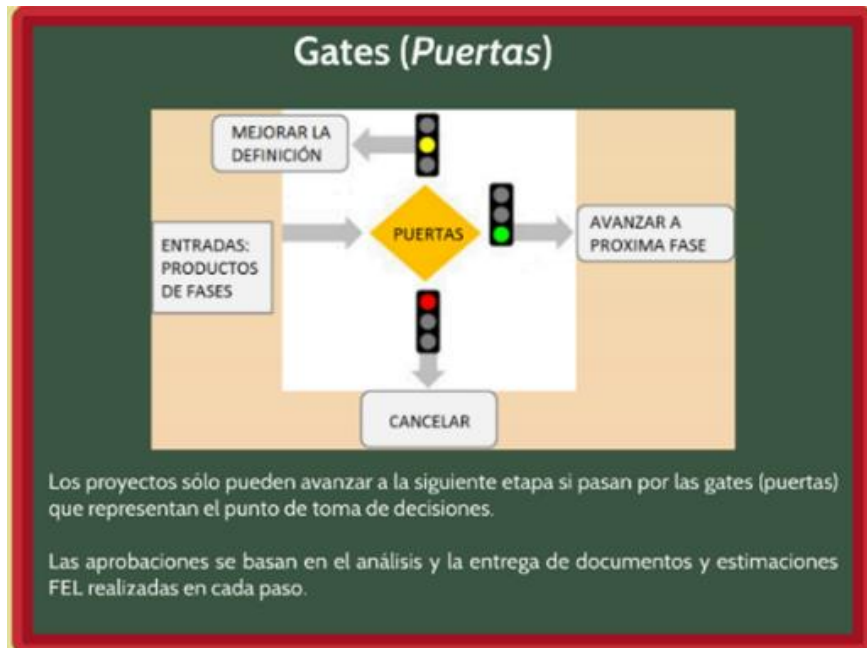 Gates (Puertas)
MEJORAR LA
DEFINICIÓN
ENTRADAS:
PRODUCTOS
DE FASES
PUERTAS
AVANZAR A
PROXIMA FASE
CANCELAR
Los proyectos sólo pueden avanzar a la siguiente etapa si pasan por las gates (puertas)
que representan el punto de toma de decisiones.
Las aprobaciones se basan en el análisis y la entrega de documentos y estimaciones
FEL realizadas en cada paso.